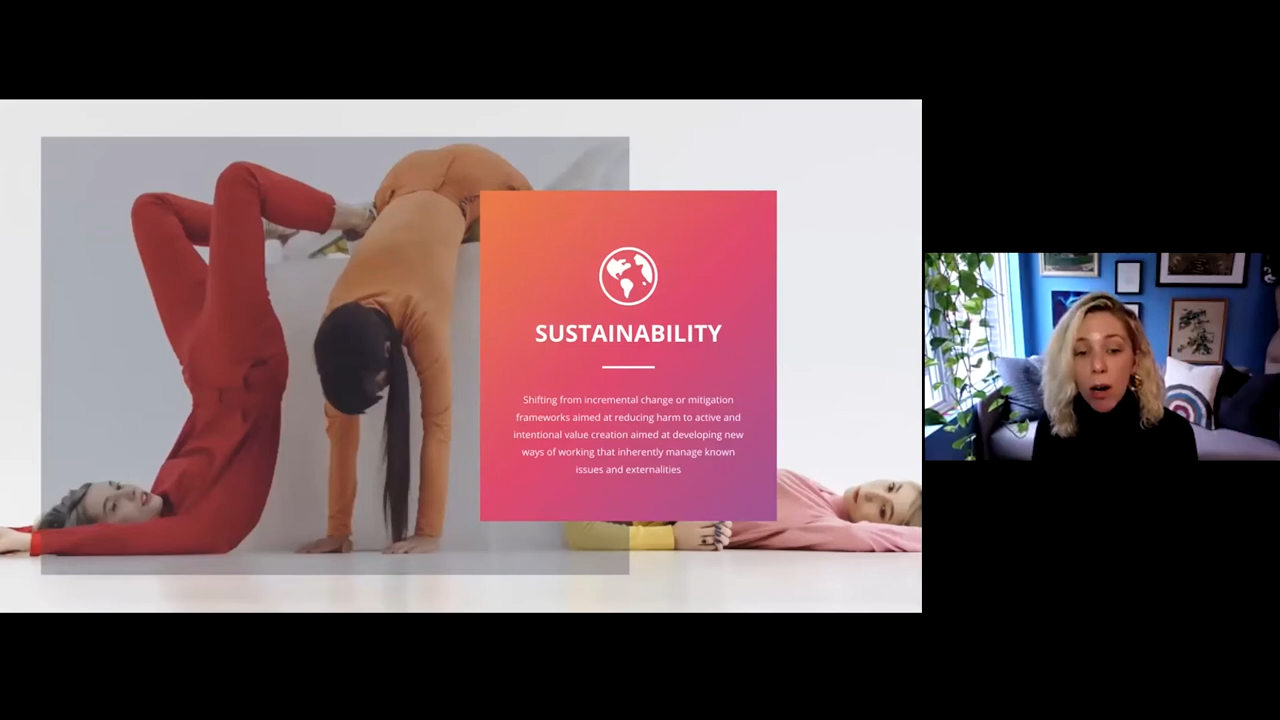 SUSTAINABILITY
Shifting from incremental change or mitigation
frameworks aimed at reducing harm to active and
intentional value creation aimed at developing new
ways of working that inherently manage known
issues and externalities